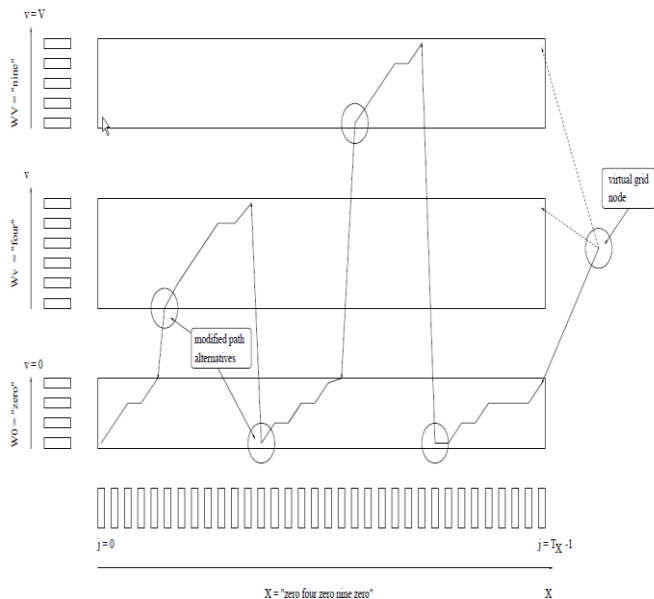 v = V
WV = "nine"
v
Wv = "four"
virtual grid
node
modified path
alternatives
v = 0
W0 = "zero"
j = 0
j = TX -1
X = "zero four zero nine zero"
X